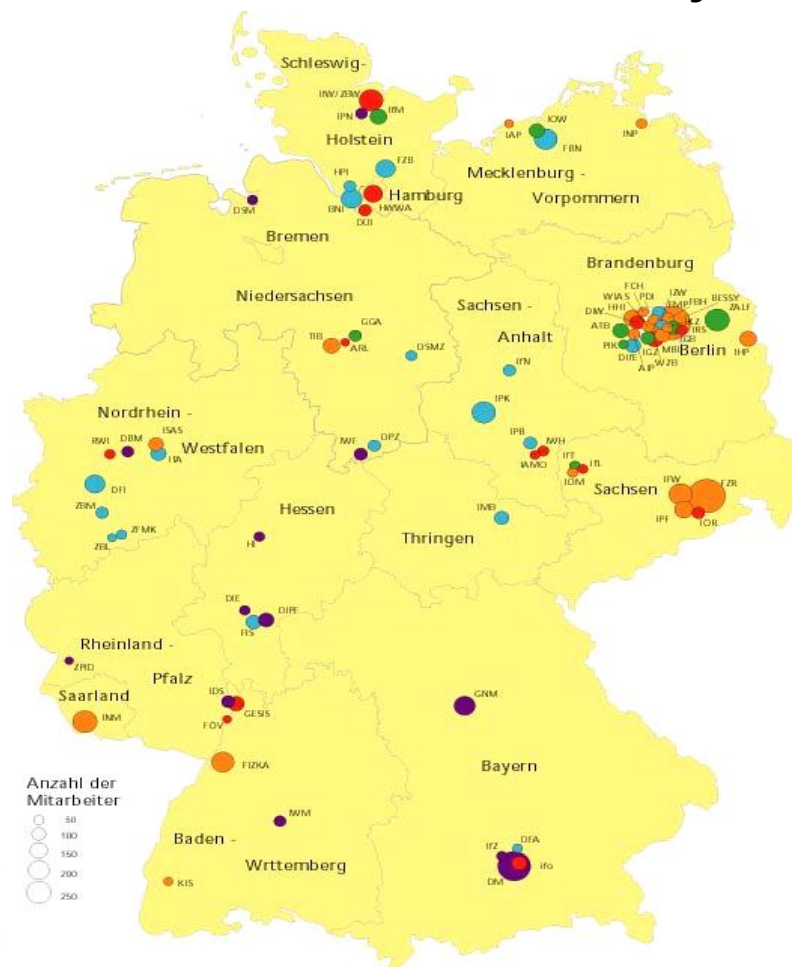 Schleswig -
IfW/ZBW
IPN
IfM
Holstein
IAP
IOW
INP
FBN
FZB
HPI
Mecklenburg -
Hamburg
Vorpommern
BNI
HWWA
DSM
DUI
Bremen
Brandenburg
FCH
IZW
WIAS
PDI
EMP
FBH
BESSY
HHI
ZALF
DIW
IKZ
IRS
ATB
IGB
PIK
IGZ
MBI
Berlin
IHP
DIfE
WZB
AIP
Niedersachsen
Sachsen -
Anhalt
GGA
TIB
ARL
DSMZ
IfN
IPK
Nordrhein -
ISAS
DBM
RWI
Westfalen
ITA
IWF
DPZ
IPB
IWH
IAMO
IfT
IfL
IOM
Sachsen
IFW
FZR
IPF
IOR
DFI
ZBM
ZFMK
ZBL
Hessen
HI
IMB
Thringen
DIE
DIPF
FIS
Rheinland -
ZPID
Pfalz
Saarland
INM
IDS
GESIS
FOV
GNM
FIZKA
Bayern
Anzahl der
Mitarbeiter
50
100
150
200
250
IWM
Baden -
Wrttemberg
KIS
DFA
IfZ
ifo
DM